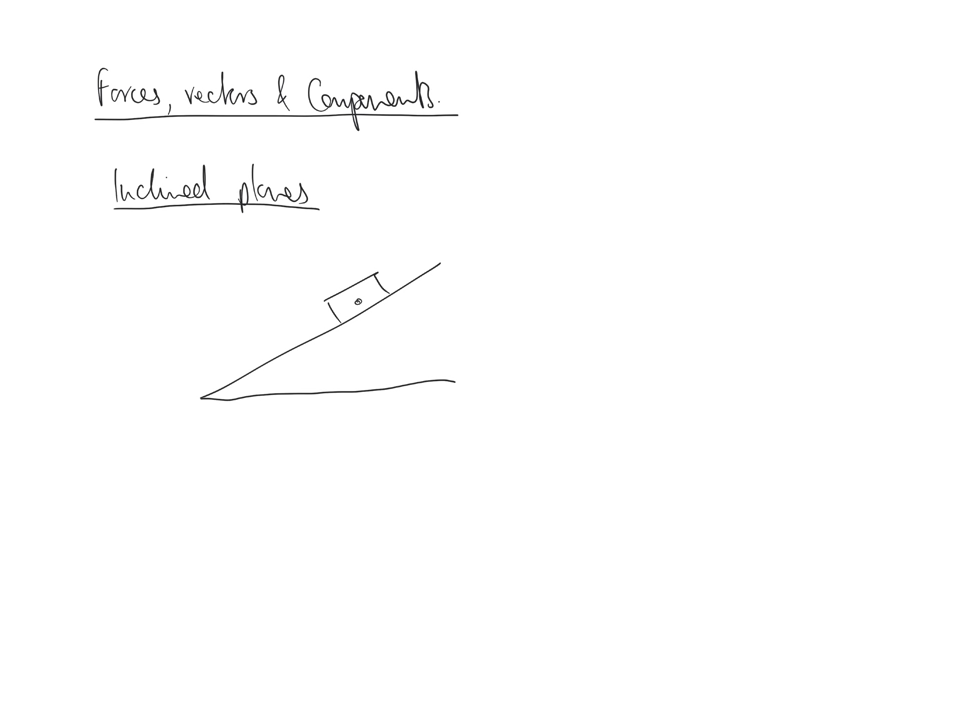 Forces, vectors & Components.
Inclined planes